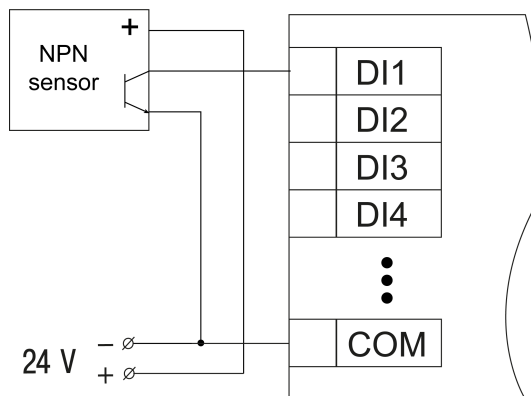 +
NPN
sensor
DI1
DI2
DI3
DI4
COM
24 V
−
+